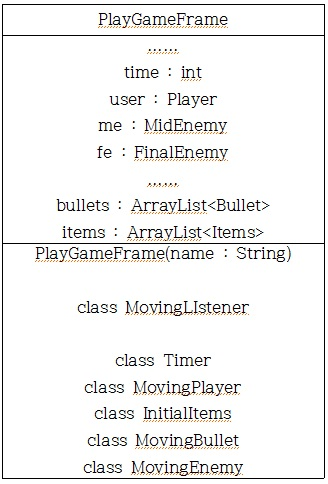 PlayGameFrame
……
time : int
user : Player
me : MidEnemy
fe : FinalEnemy
……
bullets : ArrayList<Bullet>
items : ArrayList<Items>
PlayGameFrame(name : String)
class MovingLIstener
class Timer
class MovingPlayer
class InitialItems
class MovingBullet
class MovingEnemy